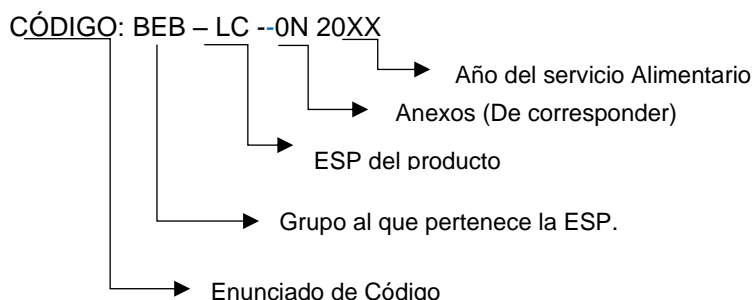 CÓDIGO: BEB – LC --0N 20XX
Año del servicio Alimentario
Anexos (De corresponder)
ESP del producto
Grupo al que pertenece la ESP.
Enunciado de Código